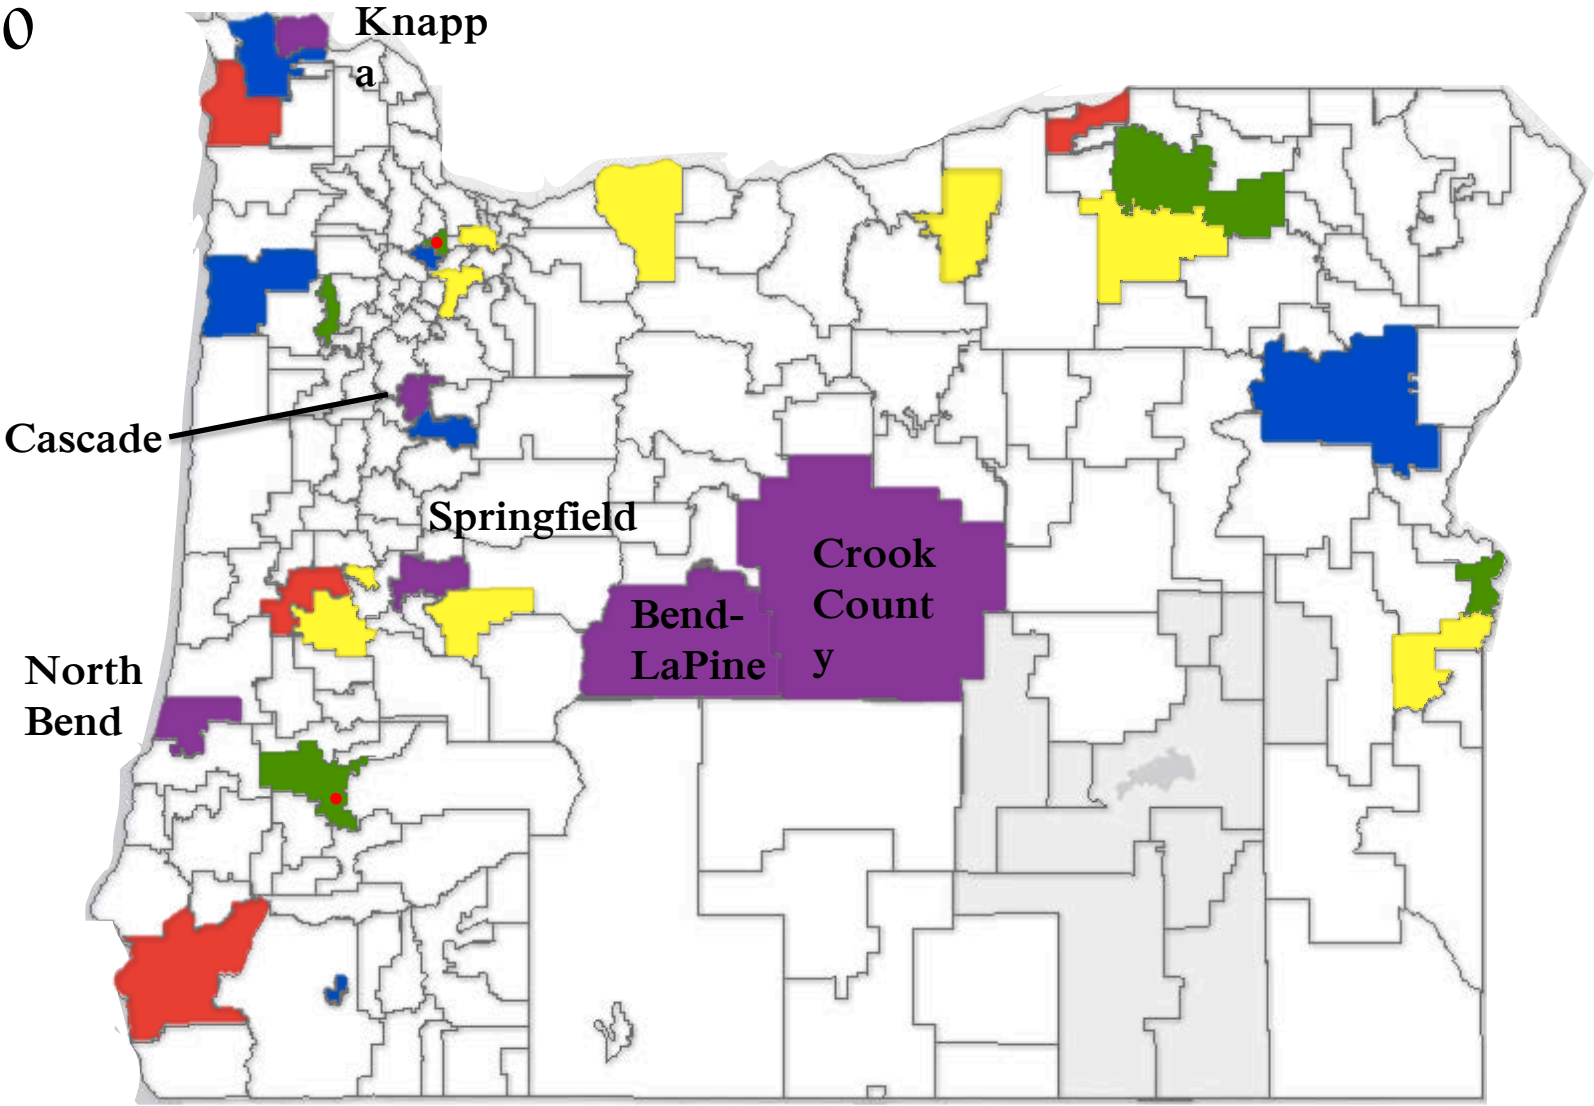 0
Knapp
a
Cascade
Springfield
Crook
Count
y
Bend-
LaPine
North
Bend